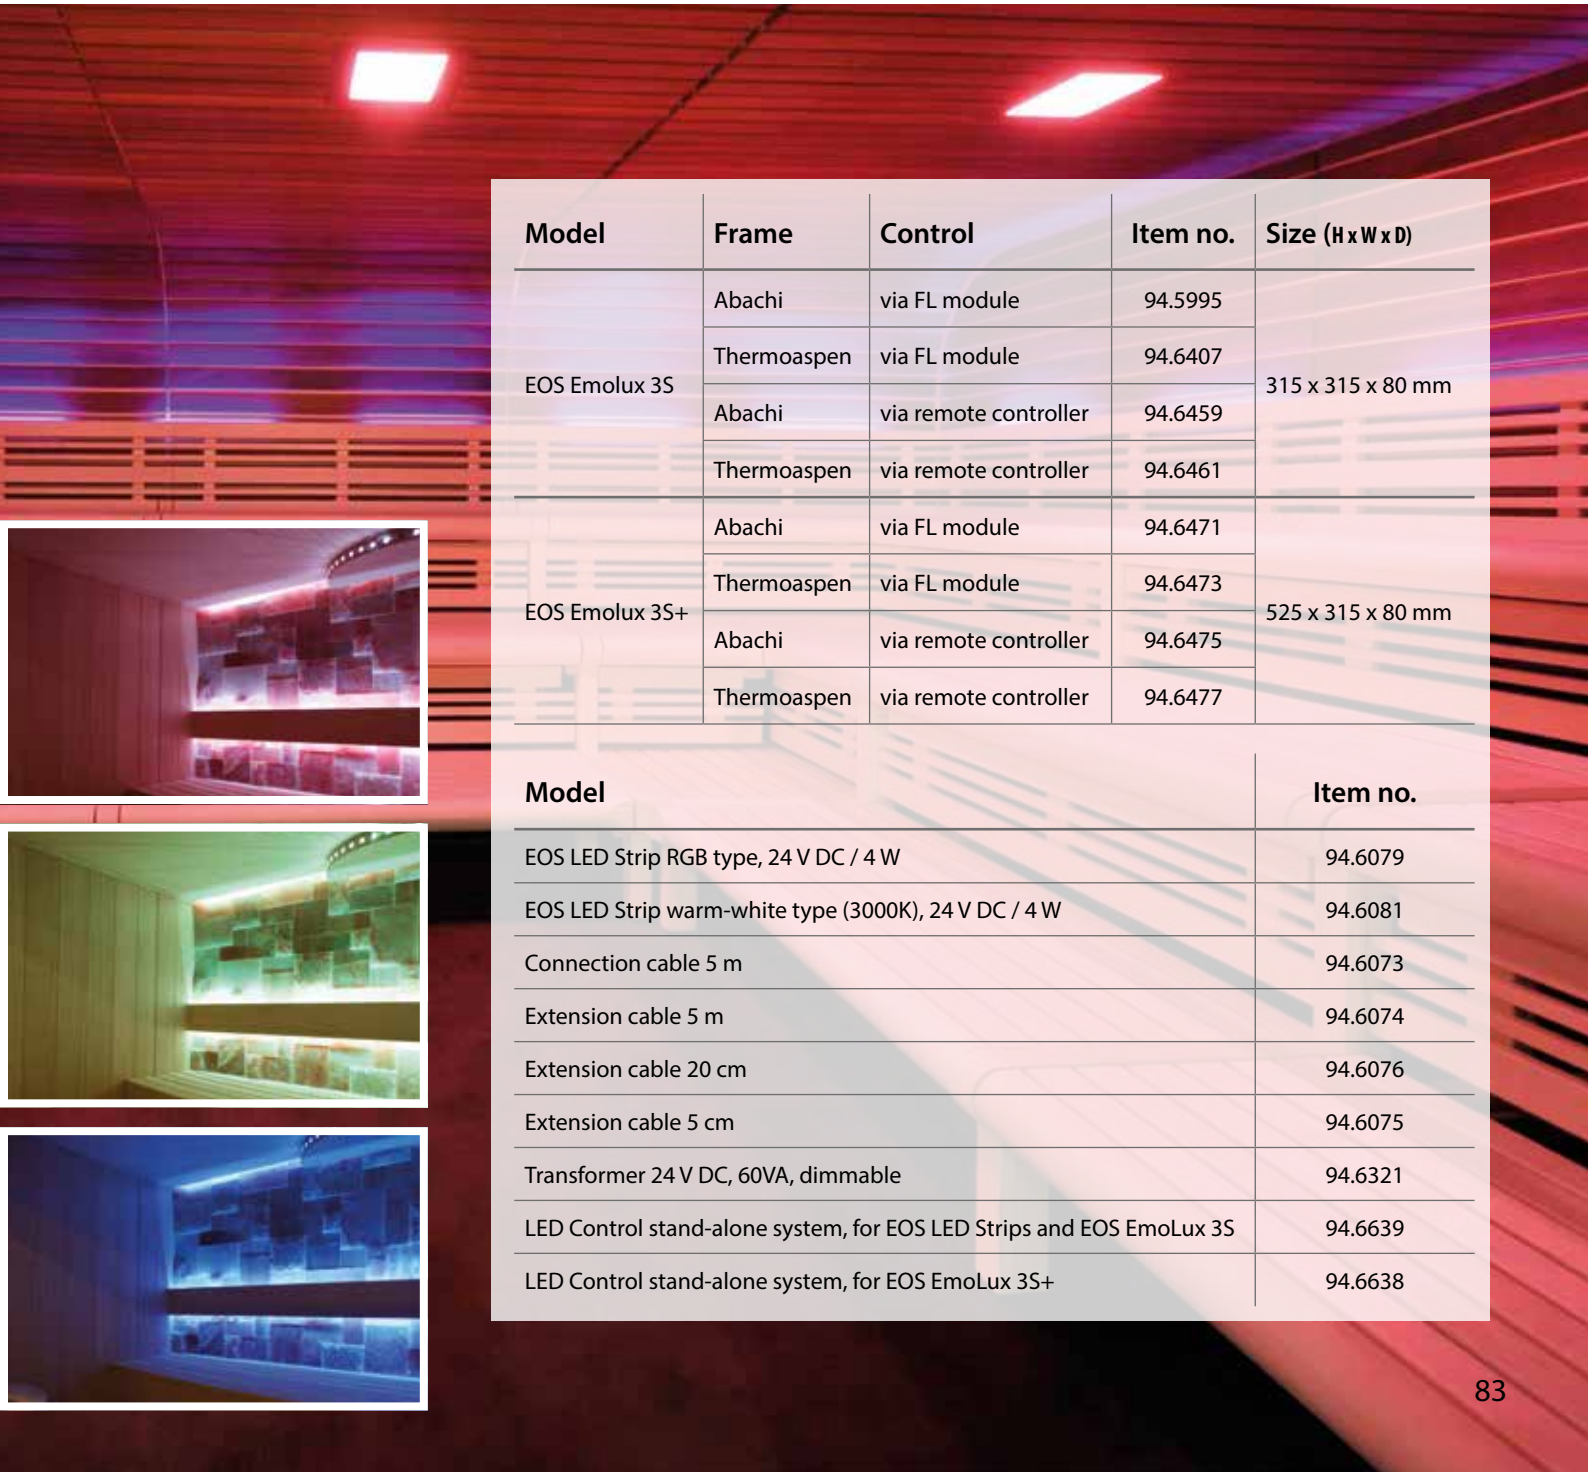 Model Frame Control Item no. Size (H x W x D)
Abachi via FL module 94.5995
Thermoaspen via FL module 94.6407
EOS Emolux 3S 315 x 315 x 80 mm
Abachi via remote controller 94.6459
Thermoaspen via remote controller 94.6461
Abachi via FL module 94.6471
Thermoaspen via FL module 94.6473
EOS Emolux 3S+ 525 x 315 x 80 mm
Abachi via remote controller 94.6475
Thermoaspen via remote controller 94.6477
Model Item no.
EOS LED Strip RGB type, 24 V DC / 4 W 94.6079
EOS LED Strip warm-white type (3000K), 24 V DC / 4 W 94.6081
Connection cable 5 m 94.6073
Extension cable 5 m 94.6074
Extension cable 20 cm 94.6076
Extension cable 5 cm 94.6075
Transformer 24 V DC, 60VA, dimmable 94.6321
LED Control stand-alone system, for EOS LED Strips and EOS EmoLux 3S 94.6639
LED Control stand-alone system, for EOS EmoLux 3S+ 94.6638
83